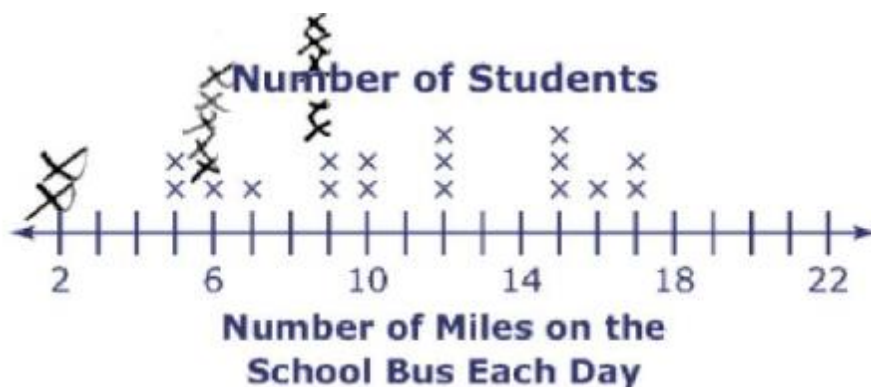 Number of Students
2 6 10 14 18 22
Number of Miles on the
School Bus Each Day